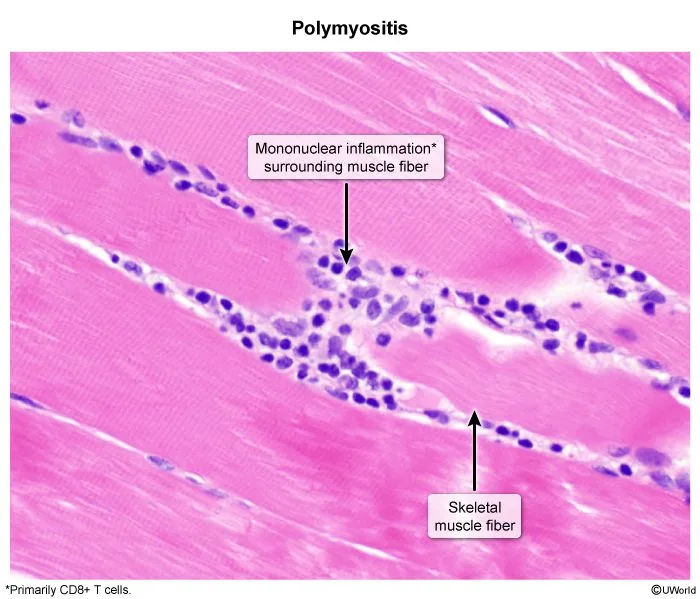 Polymyositis
Mononuclear inflammation*
surrounding muscle fiber
Skeletal
muscle fiber
*Primarily CD8+ T cells.
©UWorld